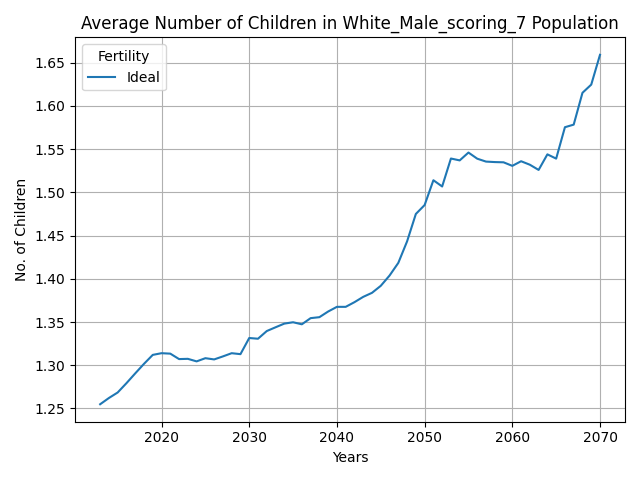 Average Number of Children in White_Male_scoring_7 Population
Fertility
Ideal
No. of Children
1.65
1.60
1.55
1.50
1.45
1.40
1.35
1.30
1.25
2020 2030 2040 2050 2060 2070
Years